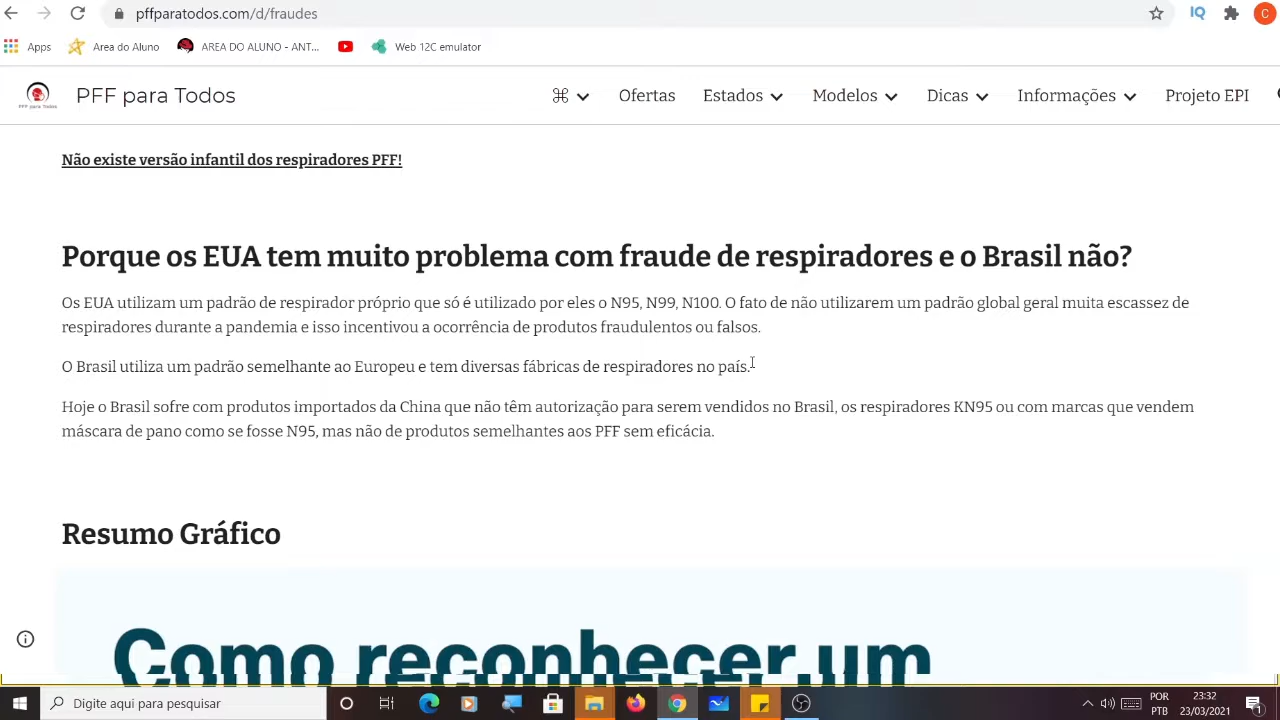 pffparatodos.com/d/fraudes
IQ
C
Apps
Area do Aluno
AREA DO ALUNO - ANT...
Web 12C emulator
PFF para Todos
PFF para Todos
Ofertas
Estados
Modelos
Dicas
Informações
Projeto EPI
Não existe versão infantil dos respiradores PFF!
Porque os EUA tem muito problema com fraude de respiradores e o Brasil não?
Os EUA utilizam um padrão de respirador próprio que só é utilizado por eles o N95, N99, N100. O fato de não utilizarem um padrão global geral muita escassez de
respiradores durante a pandemia e isso incentivou a ocorrência de produtos fraudulentos ou falsos.
O Brasil utiliza um padrão semelhante ao Europeu e tem diversas fábricas de respiradores no país.
Hoje o Brasil sofre com produtos importados da China que não têm autorização para serem vendidos no Brasil, os respiradores KN95 ou com marcas que vendem
máscara de pano como se fosse N95, mas não de produtos semelhantes aos PFF sem eficácia.
Resumo Gráfico
Como reconhecer um
Digite aqui para pesquisar
POR
PTB
23:32
23/03/2021
1